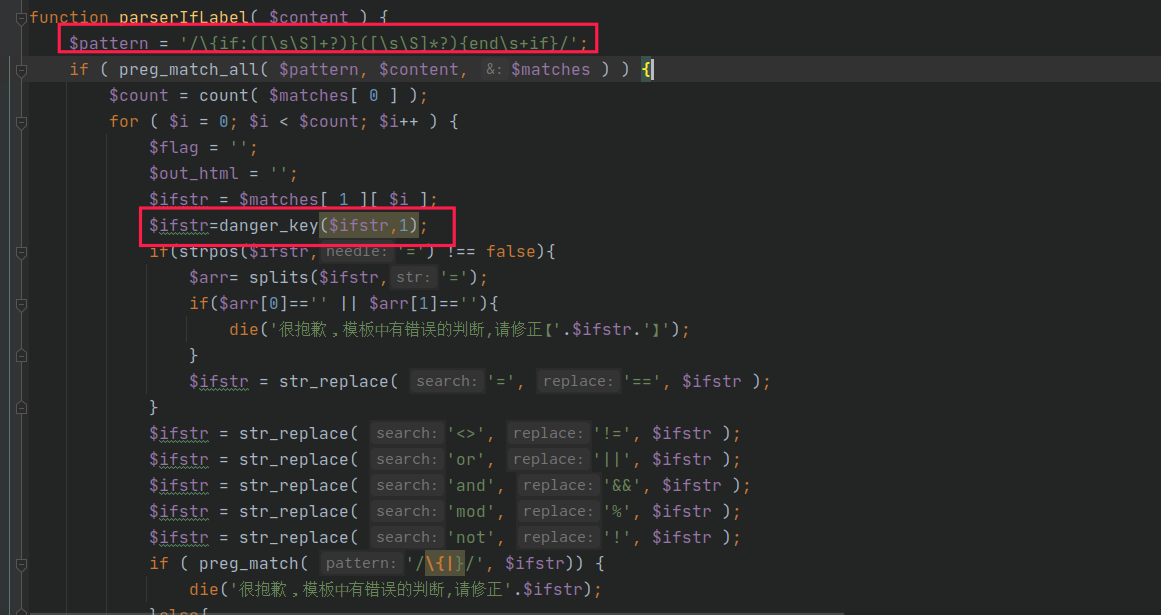 function parserIfLabel( $content ) {
$pattern = '/\{if:([\s\S]+?)}([\s\S]*?){end\s+if}/';
if ( preg_match_all( $pattern, $content, &: $matches ) ) {
$count = count( $matches[ 0 ] );
for ( $i = 0; $i < $count; $i++ ) {
$flag = '';
$out_html = '';
$ifstr = $matches[ 1 ][ $i ];
$ifstr=danger_key($ifstr,1);
if(strpos($ifstr, needle: '=') !== false){
$arr= splits($ifstr, str: '=');
if($arr[0]=='' || $arr[1]==''){
die('很抱歉，模板中有错误的判断,请修正【'.$ifstr.'】');
}
$ifstr = str_replace( search: '=', replace: '==', $ifstr );
}
$ifstr = str_replace( search: '<>', replace: '!=', $ifstr );
$ifstr = str_replace( search: 'or', replace: '||', $ifstr );
$ifstr = str_replace( search: 'and', replace: '&&', $ifstr );
$ifstr = str_replace( search: 'mod', replace: '%', $ifstr );
$ifstr = str_replace( search: 'not', replace: '!', $ifstr );
if ( preg_match( pattern: '/\{|}/', $ifstr)) {
die('很抱歉，模板中有错误的判断,请修正'.$ifstr);
}else{